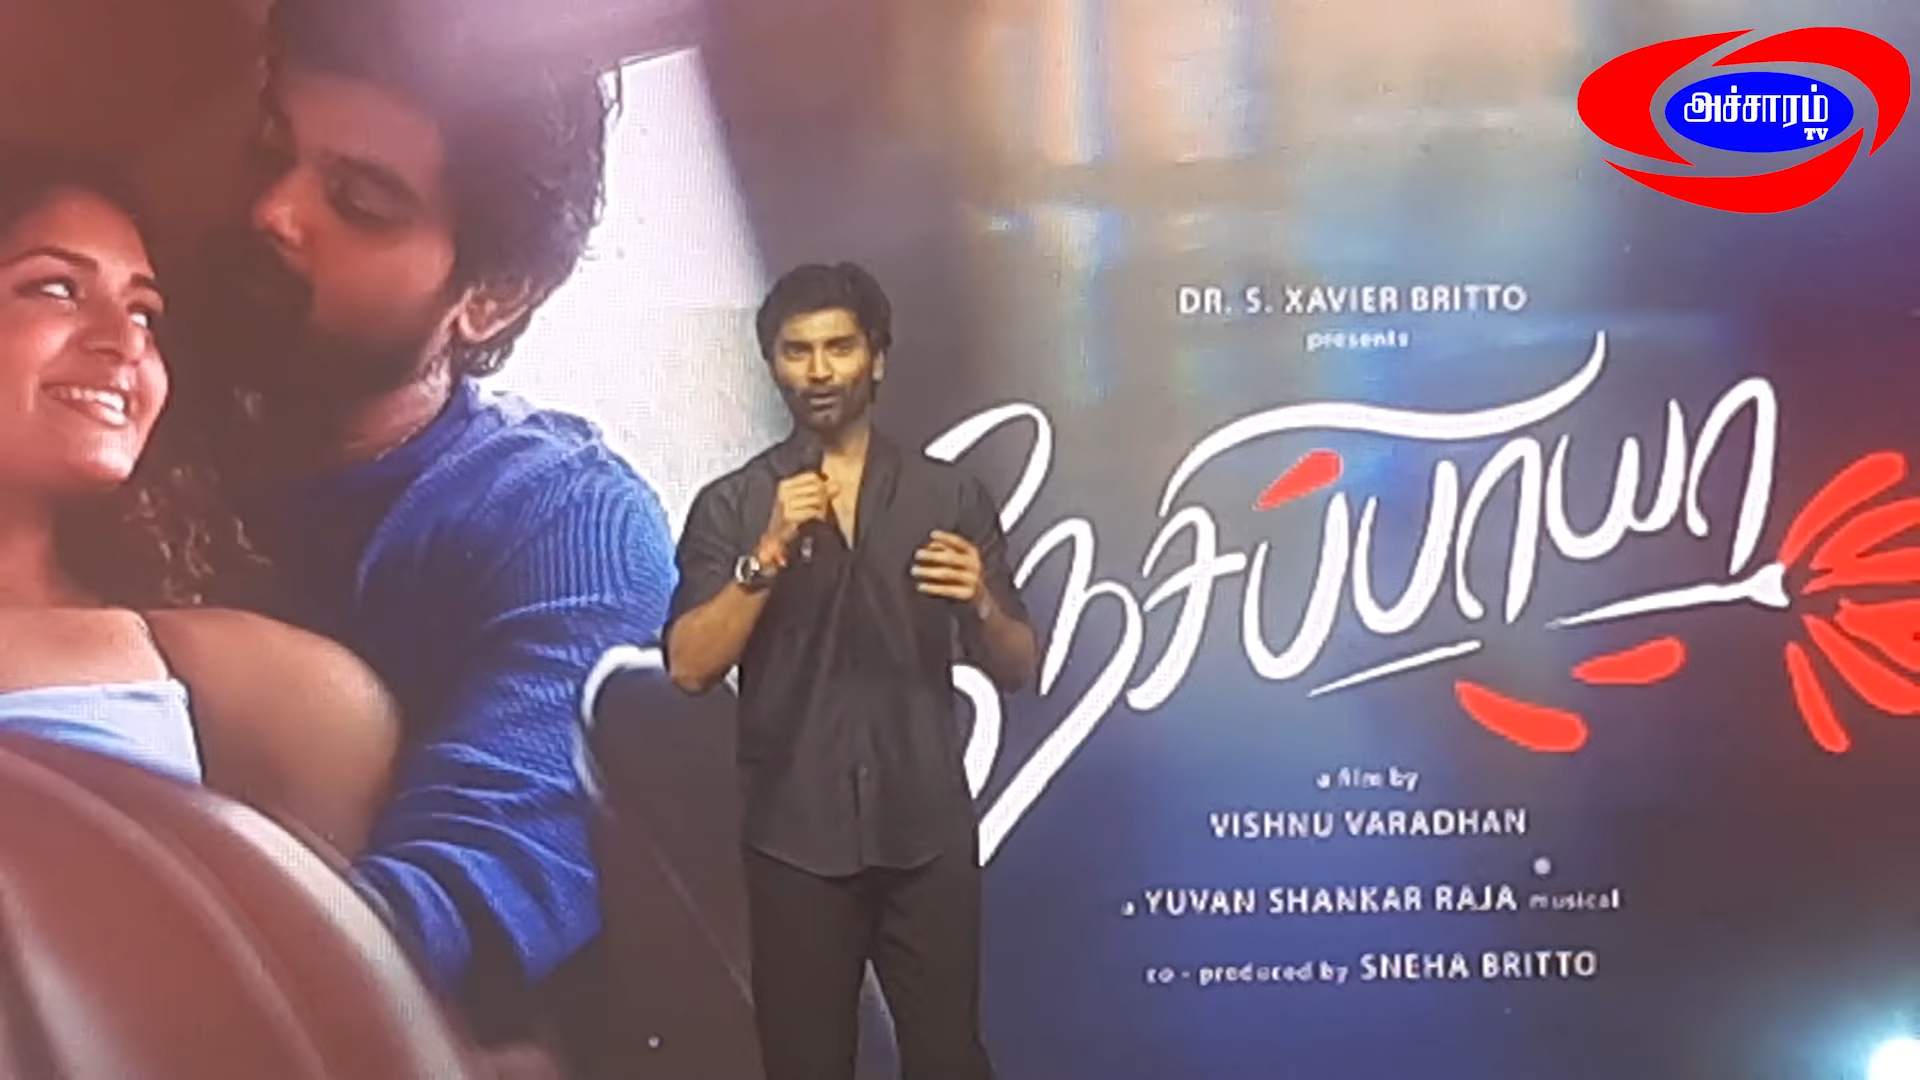 அச்சாரம்
TV
DR. S. XAVIER BRITTO
presents
நேசிப்பாயா
a film by
VISHNU VARADHAN
a YUVAN SHANKAR RAJA musical
co - produced by SNEHA BRITTO